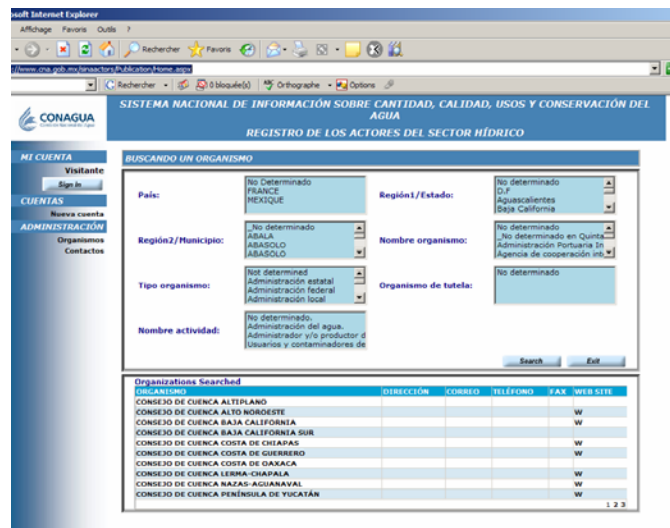 soft Internet Explorer
Affichage Favoris Outils ?
Rechercher Favoris
//www.cna.gob.mx/sinaactors/Publication/Home.aspx
Rechercher 0 bloquée(s) Orthographe Options
CONAGUA
SISTEMA NACIONAL DE INFORMACIÓN SOBRE CANTIDAD, CALIDAD, USOS Y CONSERVACIÓN DEL
AGUA
REGISTRO DE LOS ACTORES DEL SECTOR HÍDRICO
MI CUENTA
Visitante
Sign In
CUENTAS
Nueva cuenta
ADMINISTRACIÓN
Organismos
Contactos
BUSCANDO UN ORGANISMO
País:
No Determinado
FRANCE
MEXIQUE
Región1/Estado:
No determinado
D.F
Aguascalientes
Baja California
Región2/Municipio:
_No determinado
ABALA
ABASOLO
ABASOLO
Nombre organismo:
No determinado
_No determinado en Quinta
Administración Portuaria In
Agencia de cooperación int
Tipo organismo:
Not determined
Administración estatal
Administración federal
Administración local
Organismo de tutela:
No determinado
Nombre actividad:
No determinado.
Administración del agua.
Administrador y/o productor d
Usuarios y contaminadores de
Search Exit
Organizations Searched
ORGANISMO DIRECCIÓN CORREO TELÉFONO FAX WEB SITE
CONSEJO DE CUENCA ALTIPLANO
CONSEJO DE CUENCA ALTO NOROESTE W
CONSEJO DE CUENCA BAJA CALIFORNIA W
CONSEJO DE CUENCA BAJA CALIFORNIA SUR
CONSEJO DE CUENCA COSTA DE CHIAPAS W
CONSEJO DE CUENCA COSTA DE GUERRERO W
CONSEJO DE CUENCA COSTA DE OAXACA
CONSEJO DE CUENCA LERMA-CHAPALA W
CONSEJO DE CUENCA NAZAS-AGUANAVAL W
CONSEJO DE CUENCA PENÍNSULA DE YUCATÁN W
1 2 3